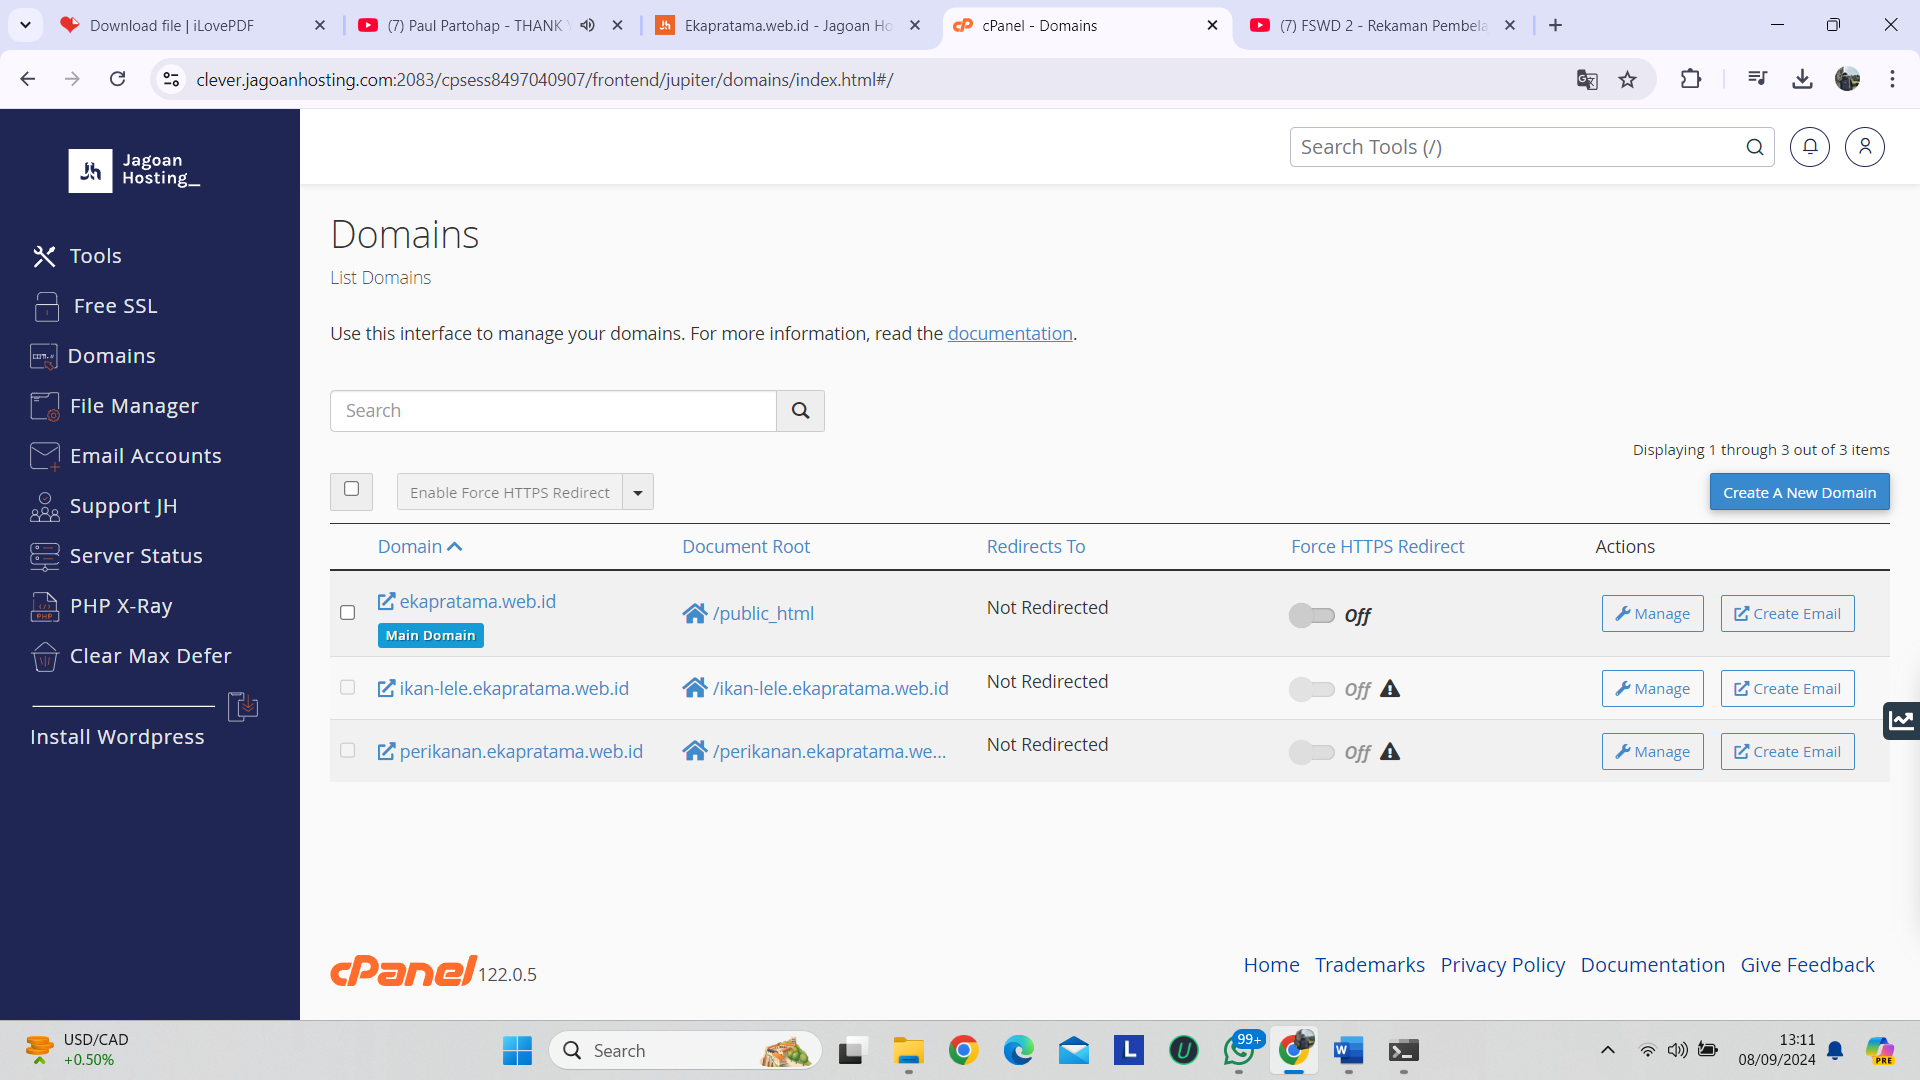 Download file | iLovePDF
(7) Paul Partohap - THANK Y
Ekapratama.web.id - Jagoan Ho
cPanel - Domains
(7) FSWD 2 - Rekaman Pembela
clever.jagoanhosting.com:2083/cpsess8497040907/frontend/jupiter/domains/index.html#/
Jagoan
Hosting_
Search Tools (/)
Tools
Free SSL
Domains
File Manager
Email Accounts
Support JH
Server Status
PHP X-Ray
Clear Max Defer
Install Wordpress
Domains
List Domains
Use this interface to manage your domains. For more information, read the documentation.
Search
Displaying 1 through 3 out of 3 items
Enable Force HTTPS Redirect
Create A New Domain
Domain Document Root Redirects To Force HTTPS Redirect Actions
ekapratama.web.id /public_html Not Redirected Off Manage Create Email
Main Domain
ikan-lele.ekapratama.web.id /ikan-lele.ekapratama.web.id Not Redirected Off Manage Create Email
perikanan.ekapratama.web.id /perikanan.ekapratama.we... Not Redirected Off Manage Create Email
cPanel 122.0.5
Home Trademarks Privacy Policy Documentation Give Feedback
USD/CAD
+0.50%
Search
99+
13:11
08/09/2024
PRE